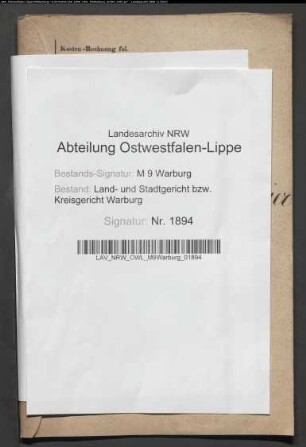 Kosten-Rechnung fol.
Landesarchiv NRW
Abteilung Ostwestfalen-Lippe
Bestands-Signatur: M 9 Warburg
Bestand: Land- und Stadtgericht bzw.
Kreisgericht Warburg
Signatur: Nr. 1894
LAV_NRW_OWL_M9Warburg_01894